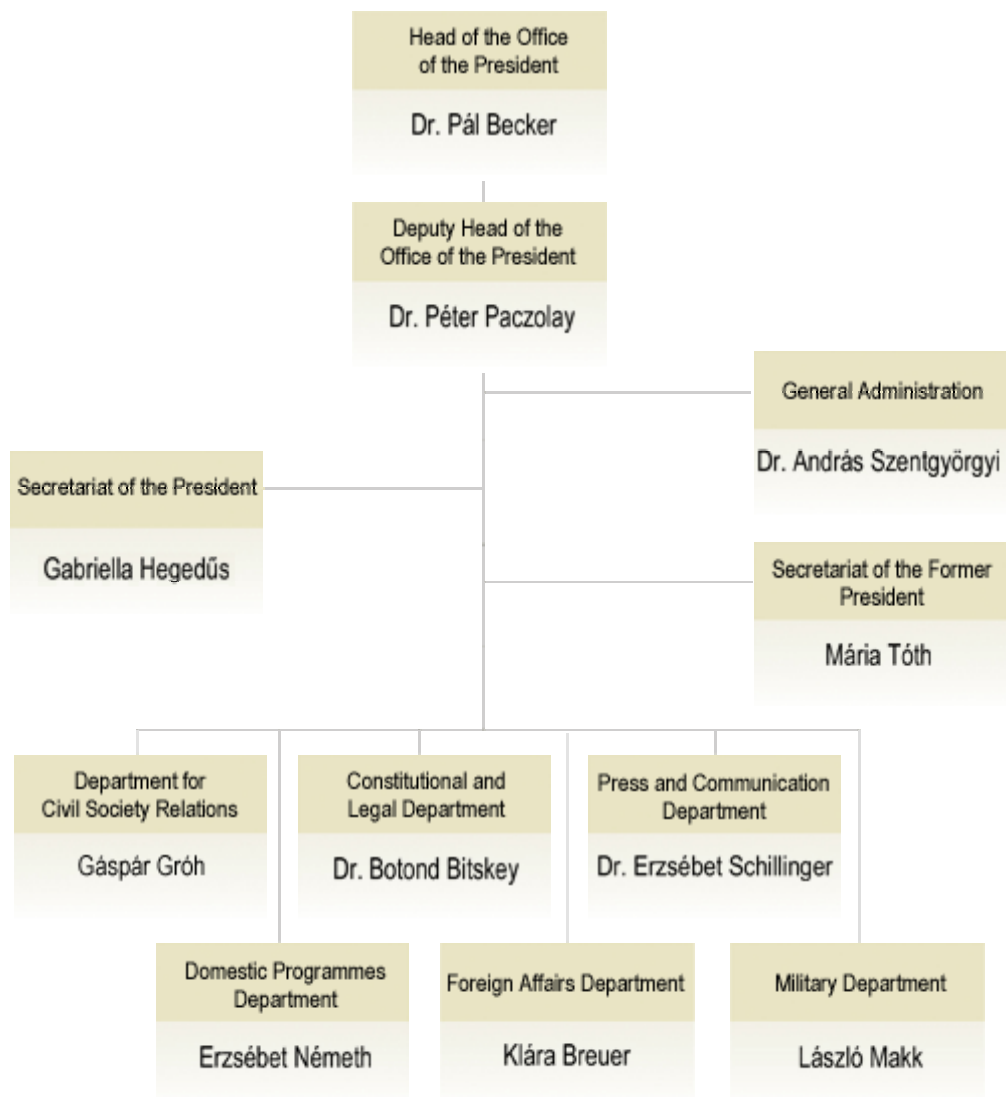 Head of the Office
of the President
Dr. Pál Becker
Deputy Head of the
Office of the President
Dr. Péter Paczolay
General Administration
Dr. András Szentgyörgyi
Secretariat of the President
Gabriella Hegedűs
Secretariat of the Former
President
Mária Tóth
Department for
Civil Society Relations
Gáspár Gróh
Constitutional and
Legal Department
Dr. Botond Bitskey
Press and Communication
Department
Dr. Erzsébet Schillinger
Domestic Programmes
Department
Erzsébet Németh
Foreign Affairs Department
Klára Breuer
Military Department
László Makk